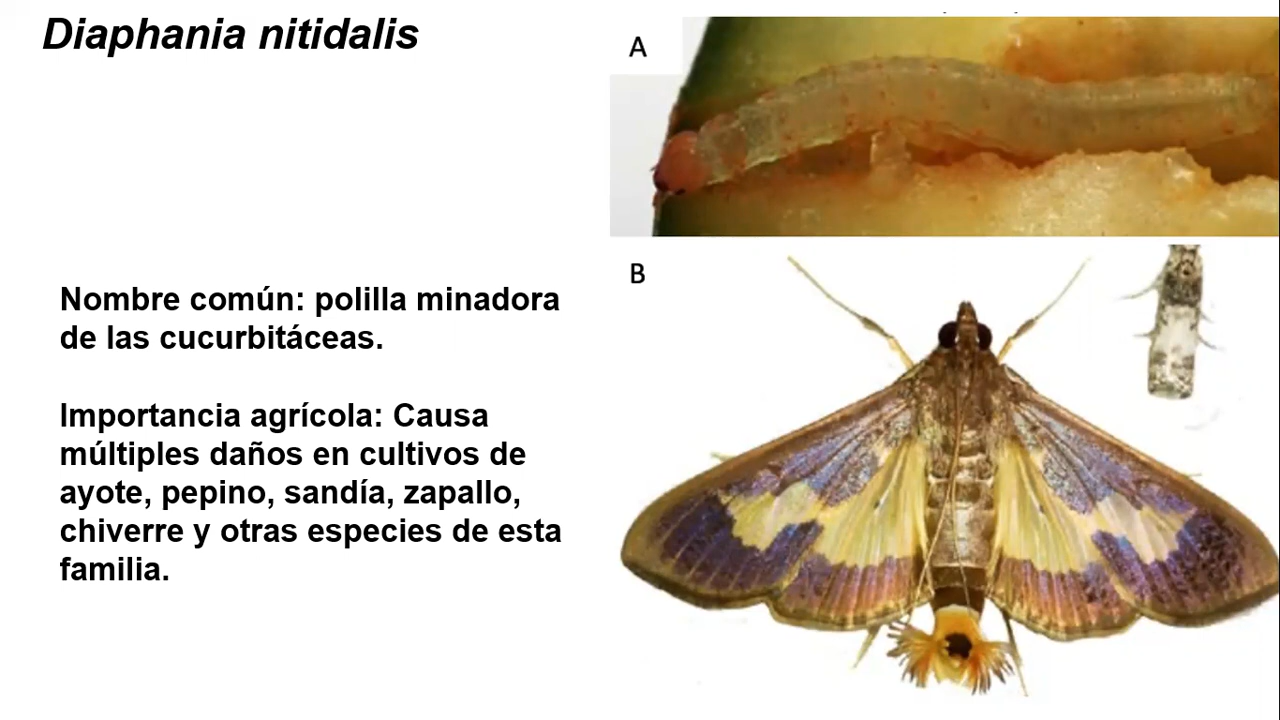 Diaphania nitidalis
A
B
Nombre común: polilla minadora
de las cucurbitáceas.
Importancia agrícola: Causa
múltiples daños en cultivos de
ayote, pepino, sandía, zapallo,
chiverre y otras especies de esta
familia.